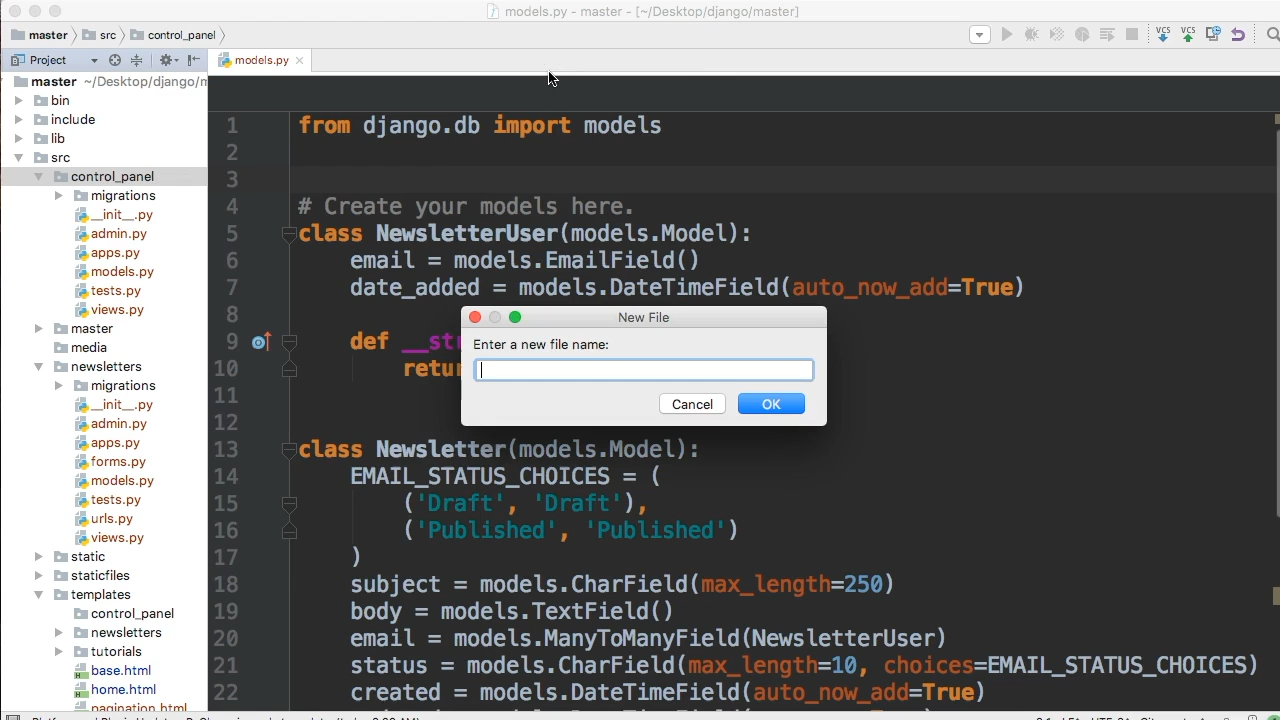 models.py - master - [~/Desktop/django/master]
master
src
control_panel
VCS
VCS
Project
models.py
master ~/Desktop/django/m
bin
include
lib
src
control_panel
migrations
__init__.py
admin.py
apps.py
models.py
tests.py
views.py
master
media
newsletters
migrations
__init__.py
admin.py
apps.py
forms.py
models.py
tests.py
urls.py
views.py
static
staticfiles
templates
control_panel
newsletters
tutorials
base.html
home.html
pagination.html
1 from django.db import models
2
3
4 # Create your models here.
5 class NewsletterUser(models.Model):
6 email = models.EmailField()
7 date_added = models.DateTimeField(auto_now_add=True)
8
9 def __str
10 retur
11
12
13 class Newsletter(models.Model):
14 EMAIL_STATUS_CHOICES = (
15 ('Draft', 'Draft'),
16 ('Published', 'Published')
17 )
18 subject = models.CharField(max_length=250)
19 body = models.TextField()
20 email = models.ManyToManyField(NewsletterUser)
21 status = models.CharField(max_length=10, choices=EMAIL_STATUS_CHOICES)
22 created = models.DateTimeField(auto_now_add=True)
New File
Enter a new file name:
Cancel
OK